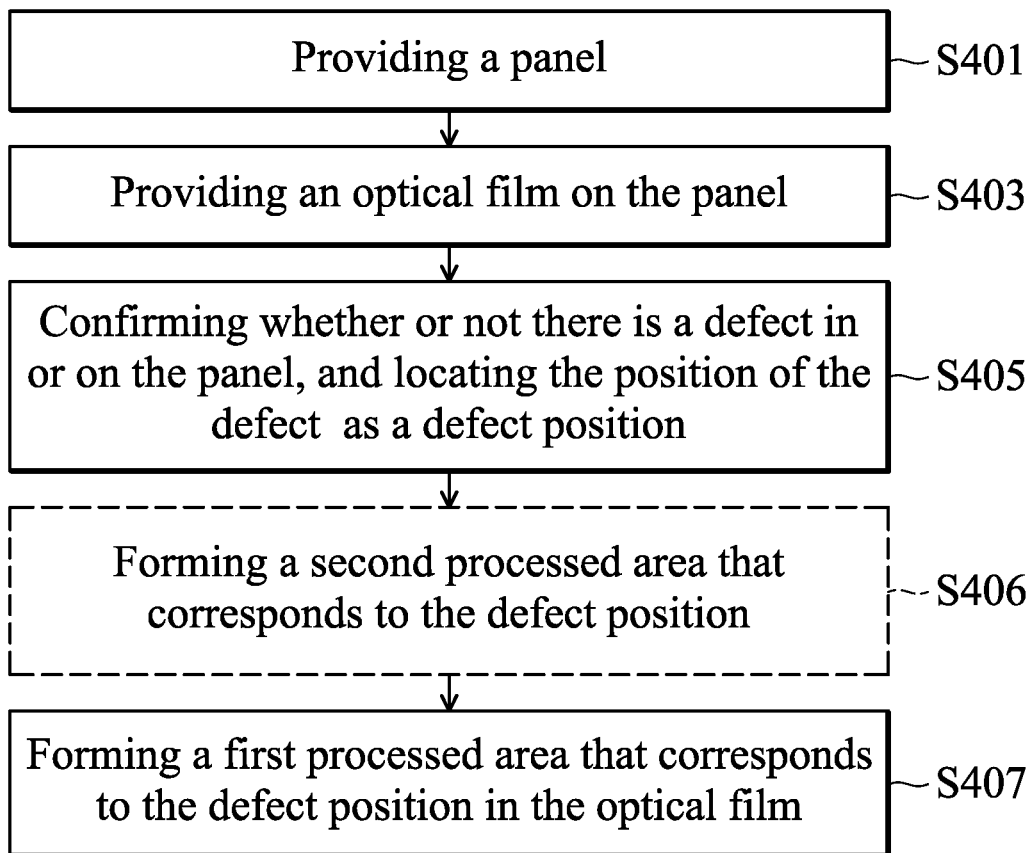 Providing a panel
S401
Providing an optical film on the panel
S403
Confirming whether or not there is a defect in
or on the panel, and locating the position of the
defect as a defect position
S405
Forming a second processed area that
corresponds to the defect position
S406
Forming a first processed area that corresponds
to the defect position in the optical film
S407